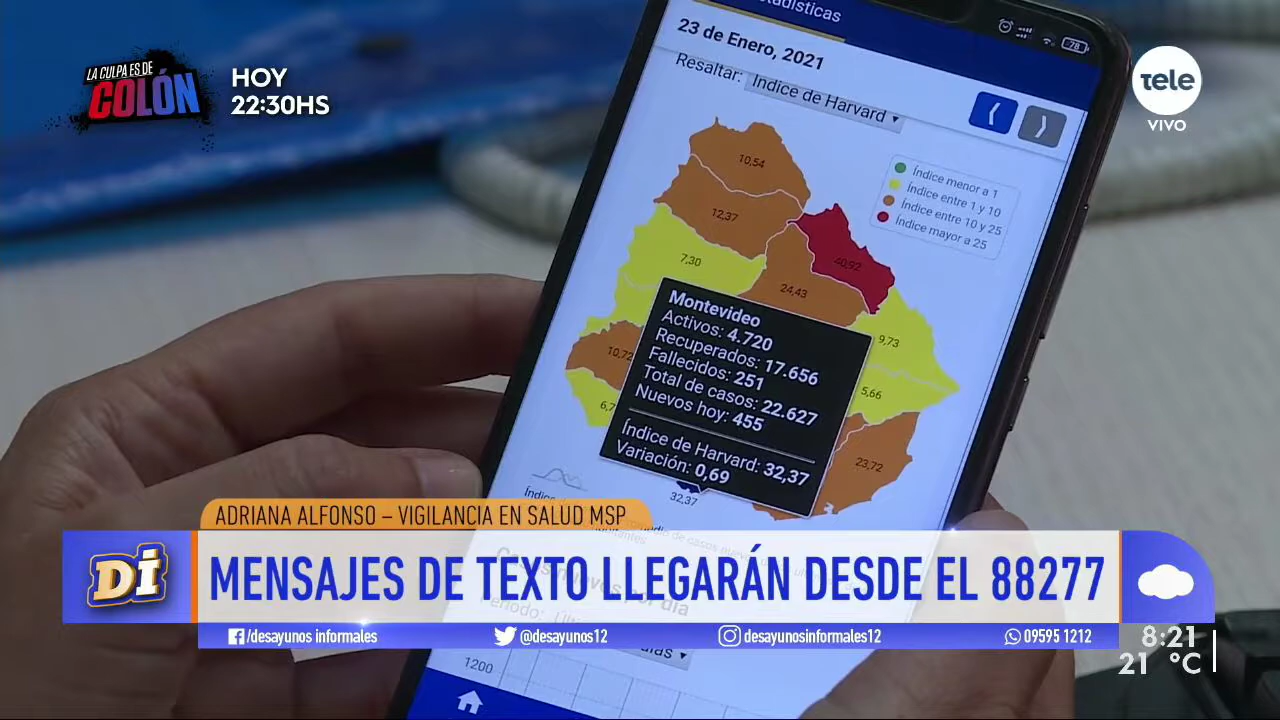 LA CULPA ES DE
COLÓN
HOY
22:30HS
tele
VIVO
78
23 de Enero, 2021
Resaltar: Índice de Harvard
Índice menor a 1
Índice entre 1 y 10
Índice entre 10 y 25
Índice mayor a 25
10,54
12,37
40,92
7,30
24,43
9,73
10,72
5,66
23,72
Montevideo
Activos: 4.720
Recuperados: 17.656
Fallecidos: 251
Total de casos: 22.627
Nuevos hoy: 455
Índice de Harvard: 32,37
Variación: 0,69
32,37
ADRIANA ALFONSO – VIGILANCIA EN SALUD MSP
Di
MENSAJES DE TEXTO LLEGARÁN DESDE EL 88277
/desayunos informales
@desayunos12
desayunosinformales12
09595 1212
8:21
21 °C
1200